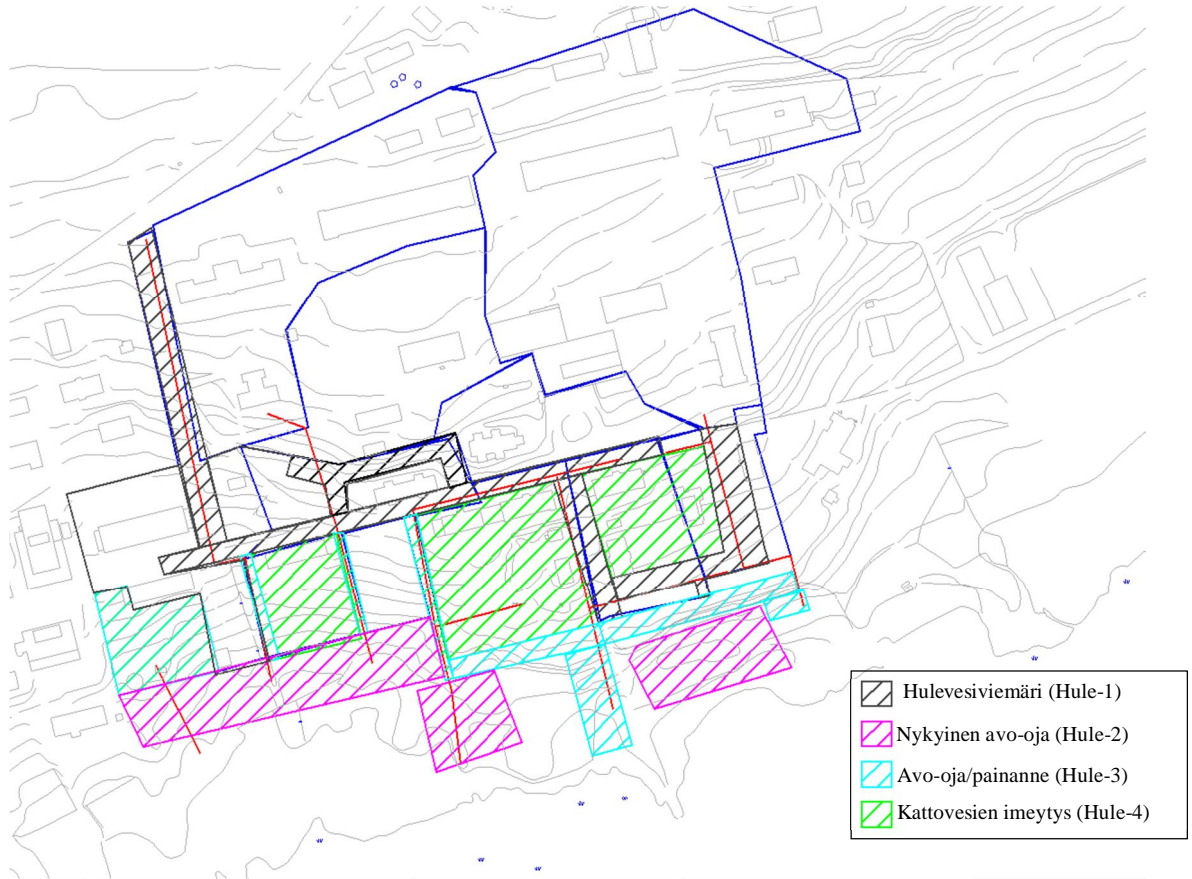 Hulevesiviemäri (Hule-1)
Nykyinen avo-oja (Hule-2)
Avo-oja/painanne (Hule-3)
Kattovesien imeytys (Hule-4)